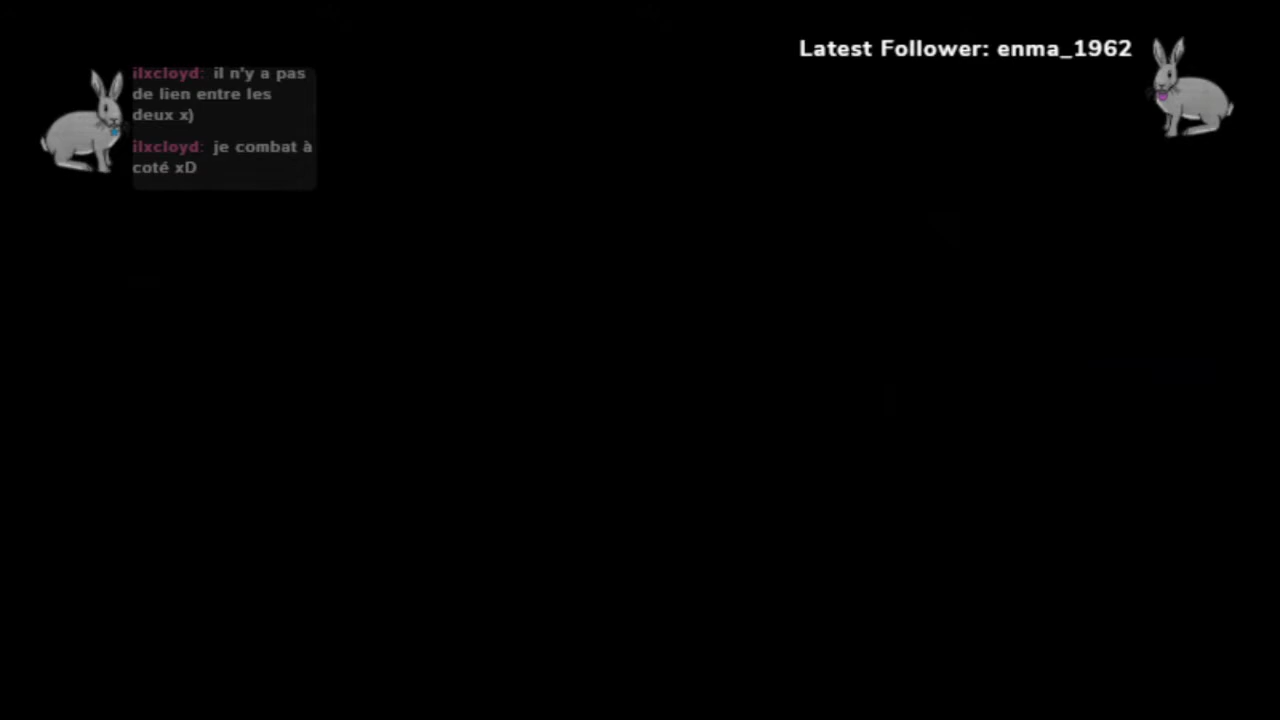 Latest Follower: enma_1962
ilxcloyd: il n'y a pas
de lien entre les
deux x)
ilxcloyd: je combat à
coté xD